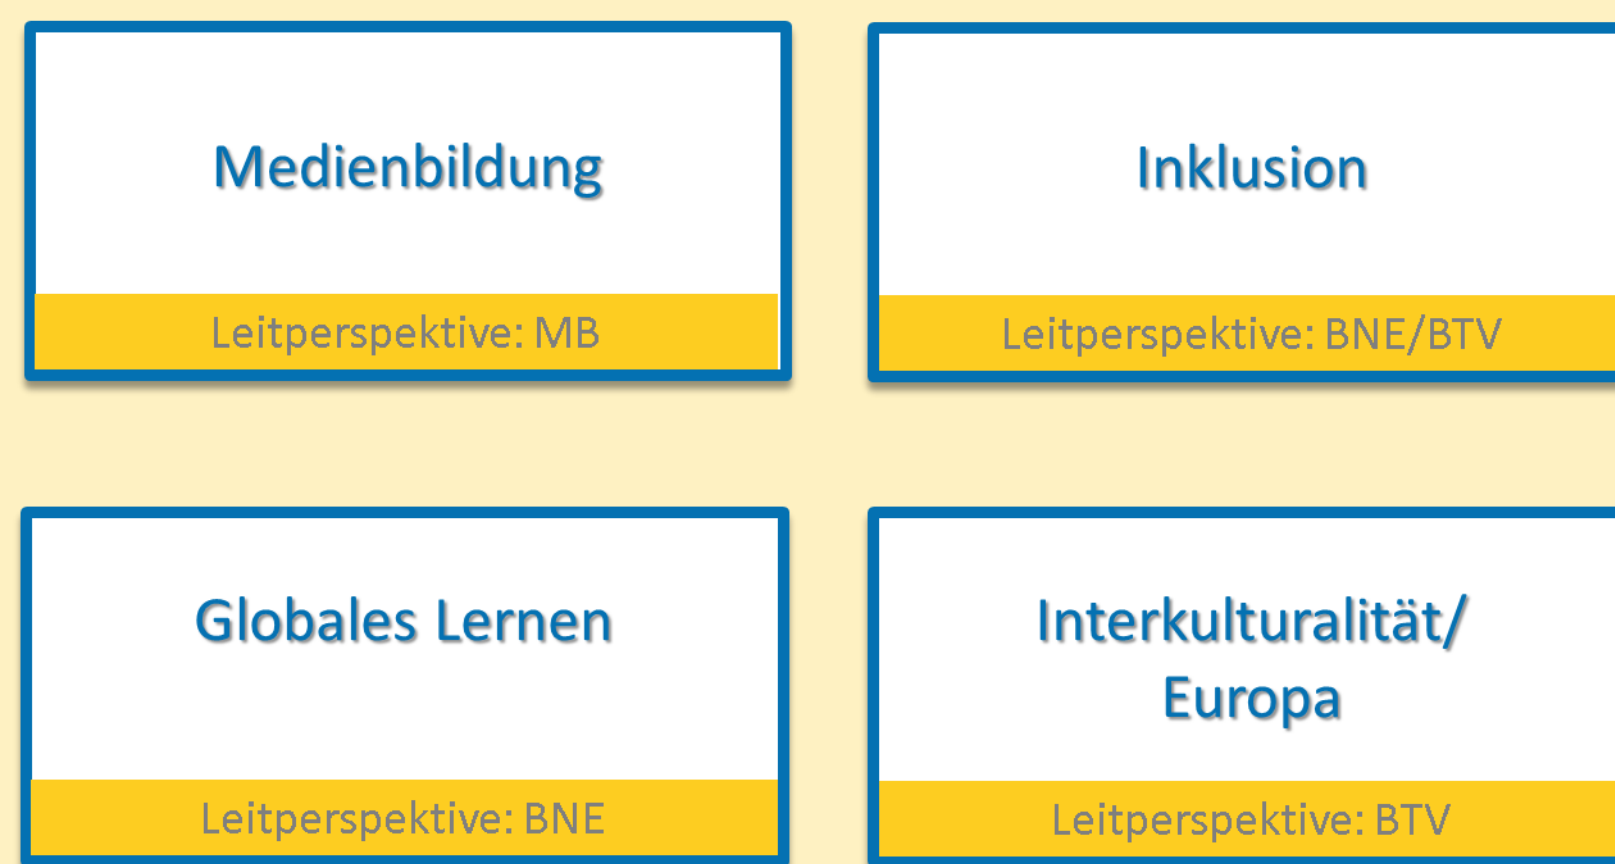 Medienbildung
Leitperspektive: MB
Inklusion
Leitperspektive: BNE/BTV
Globales Lernen
Leitperspektive: BNE
Interkulturalität/
Europa
Leitperspektive: BTV